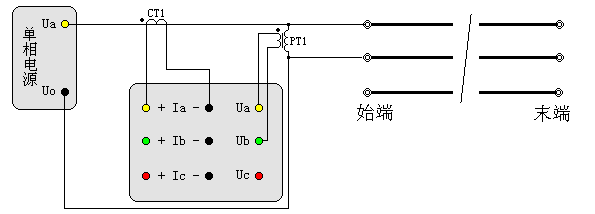 Ua
单相电源
Uo
CT1
PT1
+ Ia - Ua
+ Ib - Ub
+ Ic - Uc
始端
末端